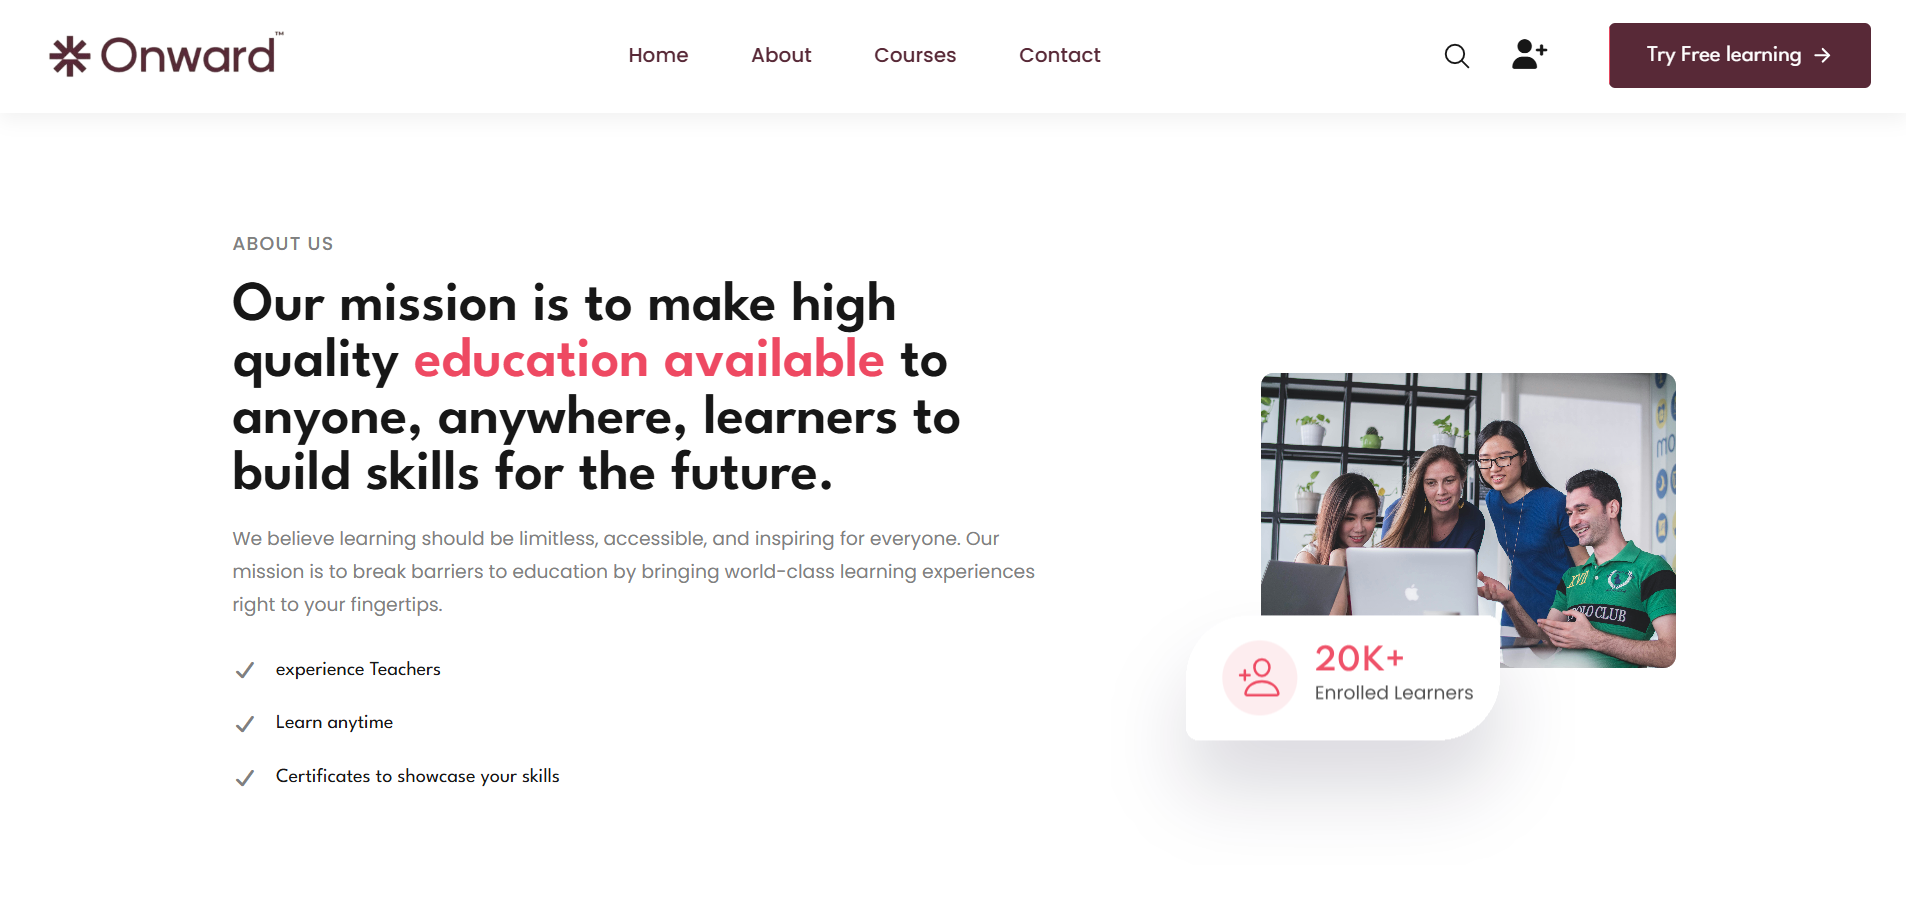 Onward™
Home
About
Courses
Contact
Try Free learning →
ABOUT US
Our mission is to make high
quality education available to
anyone, anywhere, learners to
build skills for the future.
We believe learning should be limitless, accessible, and inspiring for everyone. Our
mission is to break barriers to education by bringing world-class learning experiences
right to your fingertips.
experience Teachers
Learn anytime
Certificates to showcase your skills
XVII
POLO CLUB
20K+
Enrolled Learners